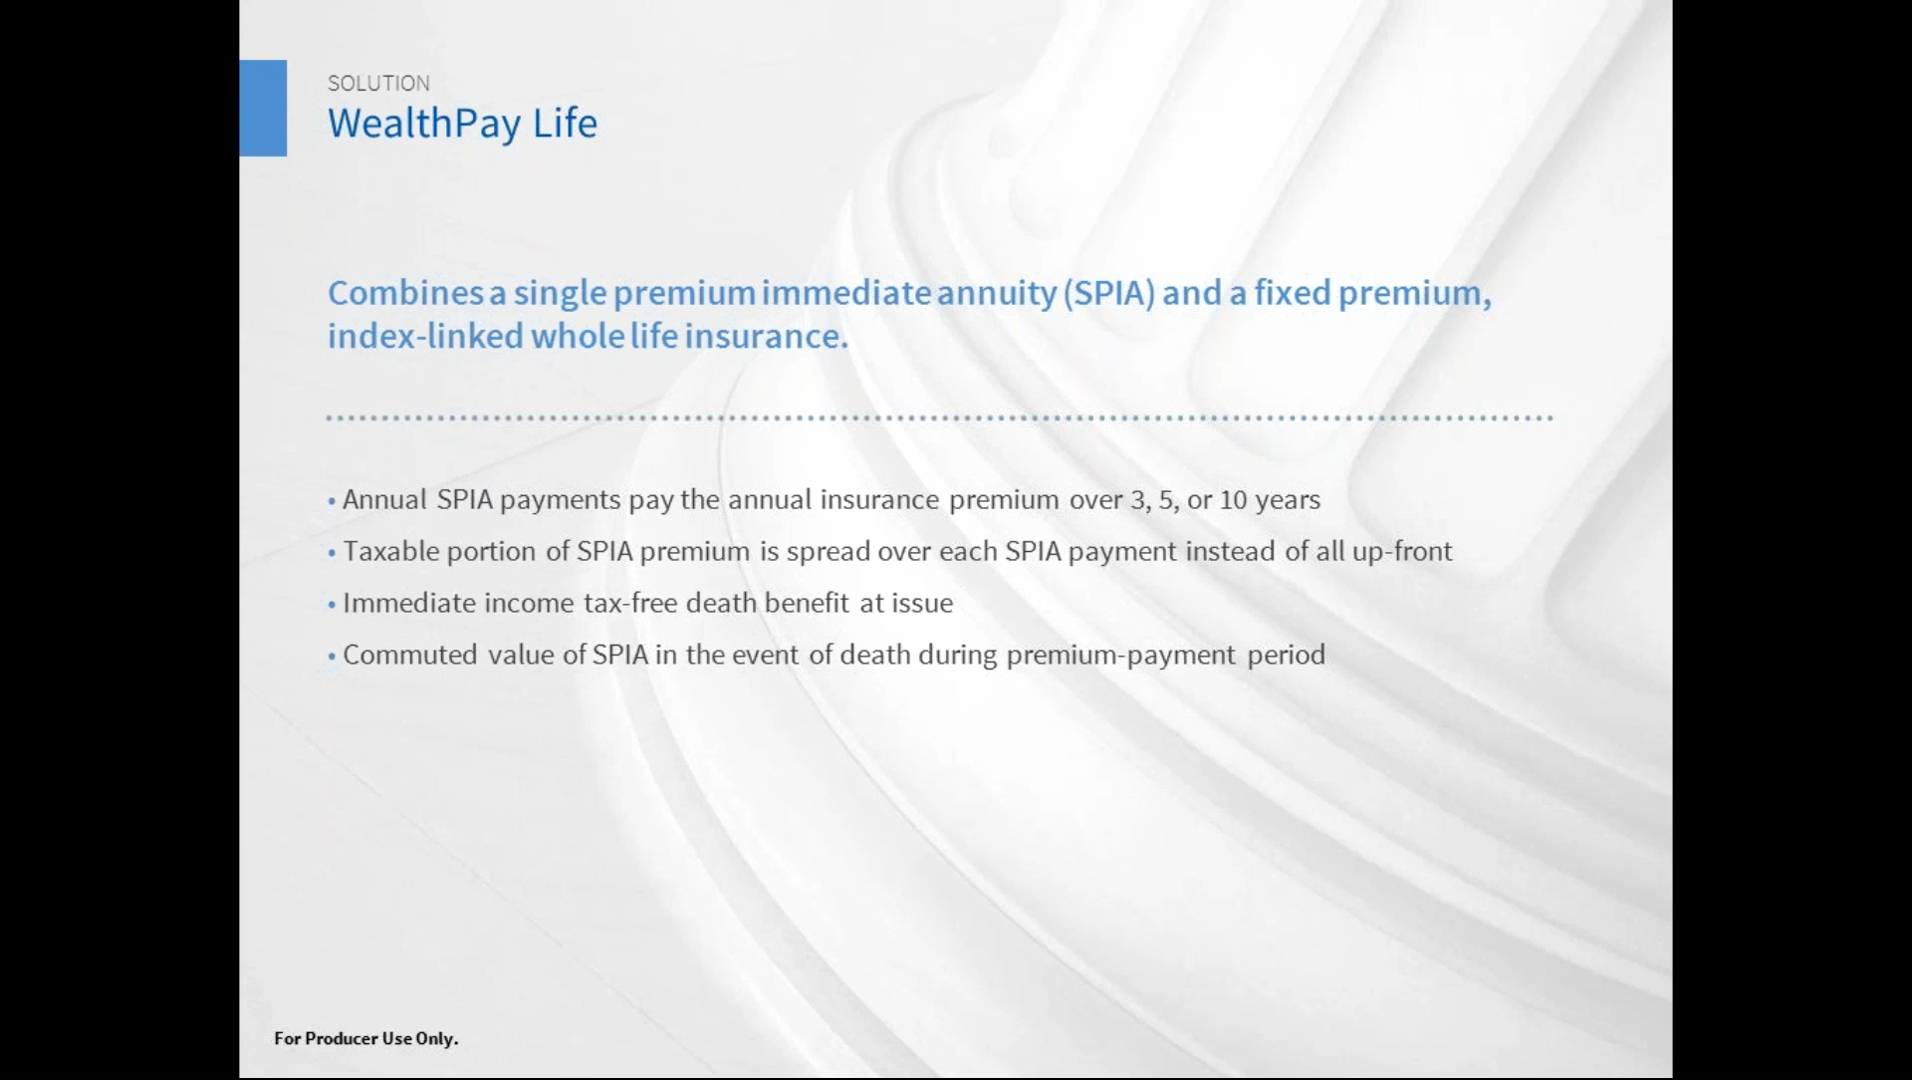 SOLUTION
WealthPay Life
Combines a single premium immediate annuity (SPIA) and a fixed premium,
index-linked whole life insurance.
• Annual SPIA payments pay the annual insurance premium over 3, 5, or 10 years
• Taxable portion of SPIA premium is spread over each SPIA payment instead of all up-front
• Immediate income tax-free death benefit at issue
• Commuted value of SPIA in the event of death during premium-payment period
For Producer Use Only.